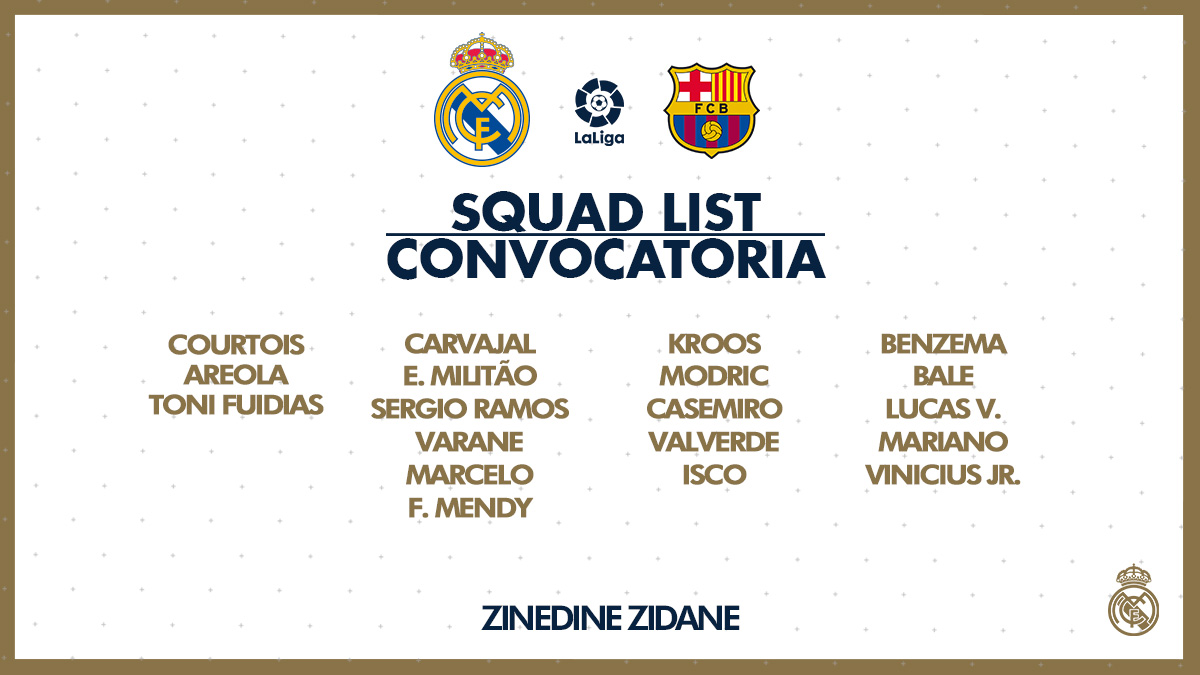 LaLiga
FCB
SQUAD LIST
CONVOCATORIA
COURTOIS
AREOLA
TONI FUIDIAS
CARVAJAL
E. MILITÃO
SERGIO RAMOS
VARANE
MARCELO
F. MENDY
KROOS
MODRIC
CASEMIRO
VALVERDE
ISCO
BENZEMA
BALE
LUCAS V.
MARIANO
VINICIUS JR.
ZINEDINE ZIDANE